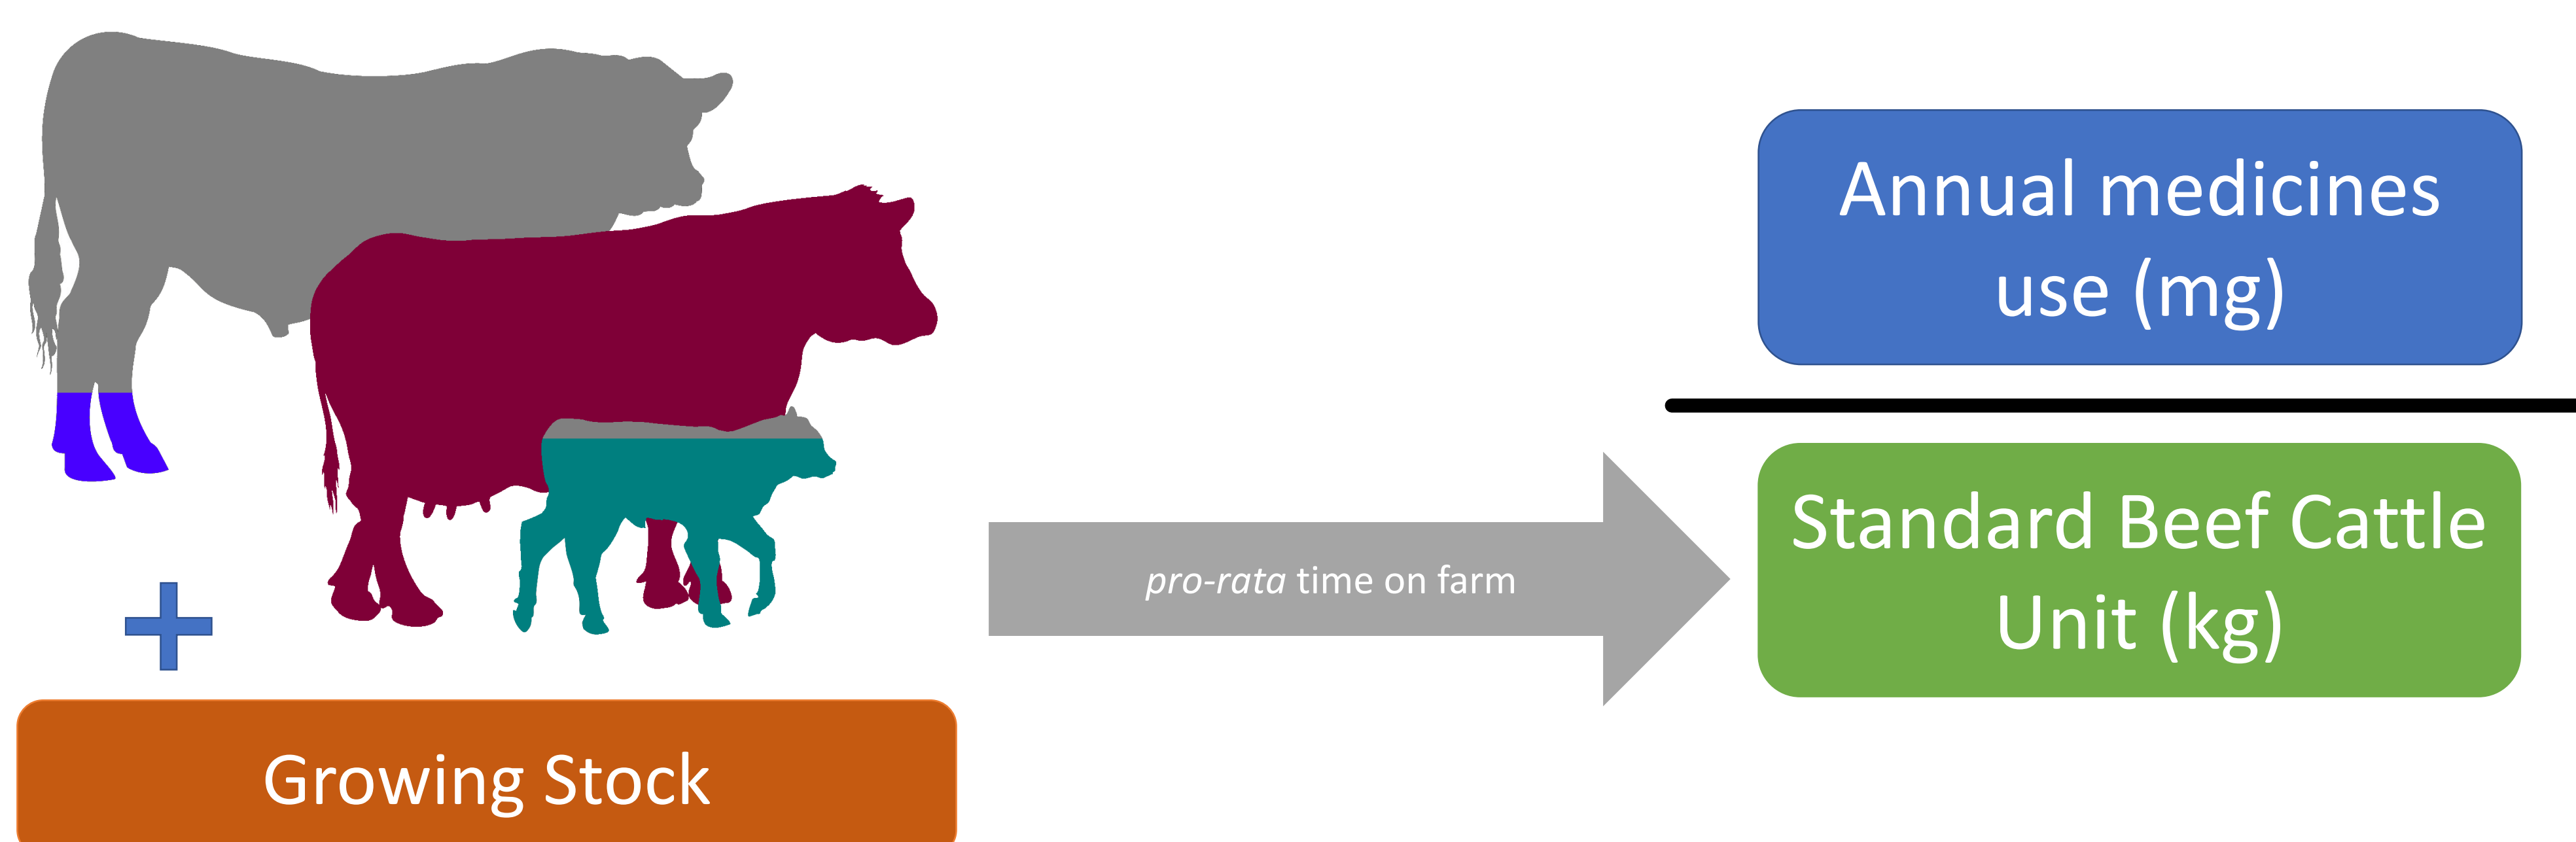 Annual medicines
use (mg)
Standard Beef Cattle
Unit (kg)
pro-rata time on farm
Growing Stock